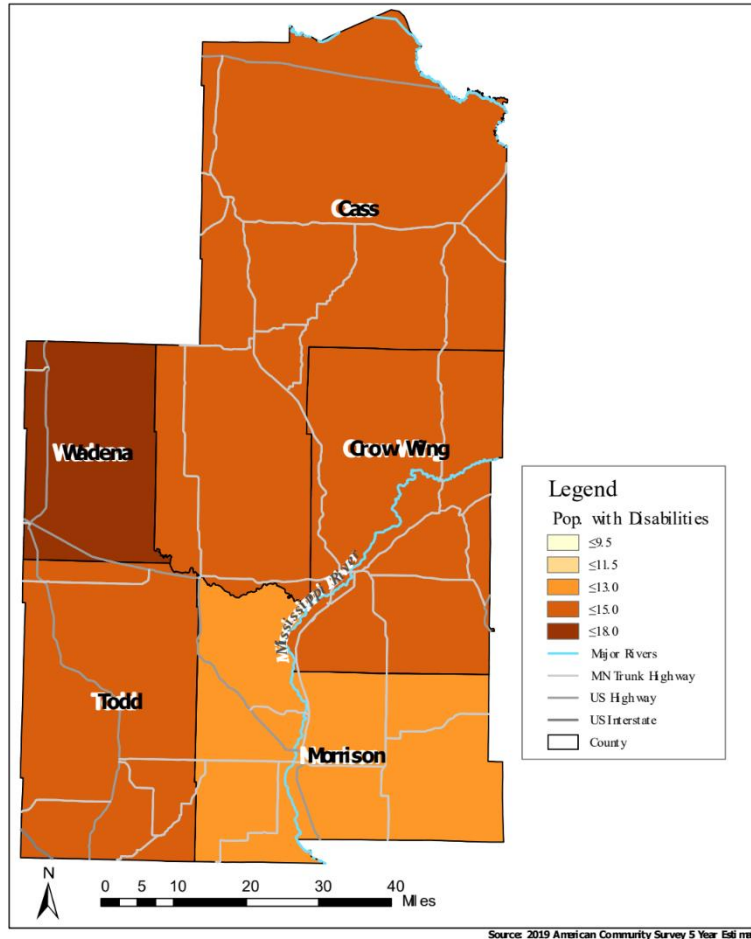 Cass
Wadena
Crow Wing
Mississippi River
Todd
Morrison
Legend
Pop. with Disabilities
≤9.5
≤11.5
≤13.0
≤15.0
≤18.0
Major Rivers
MN Trunk Highway
US Highway
US Interstate
County
N
0 5 10 20 30 40
Miles
Source: 2019 American Community Survey 5 Year